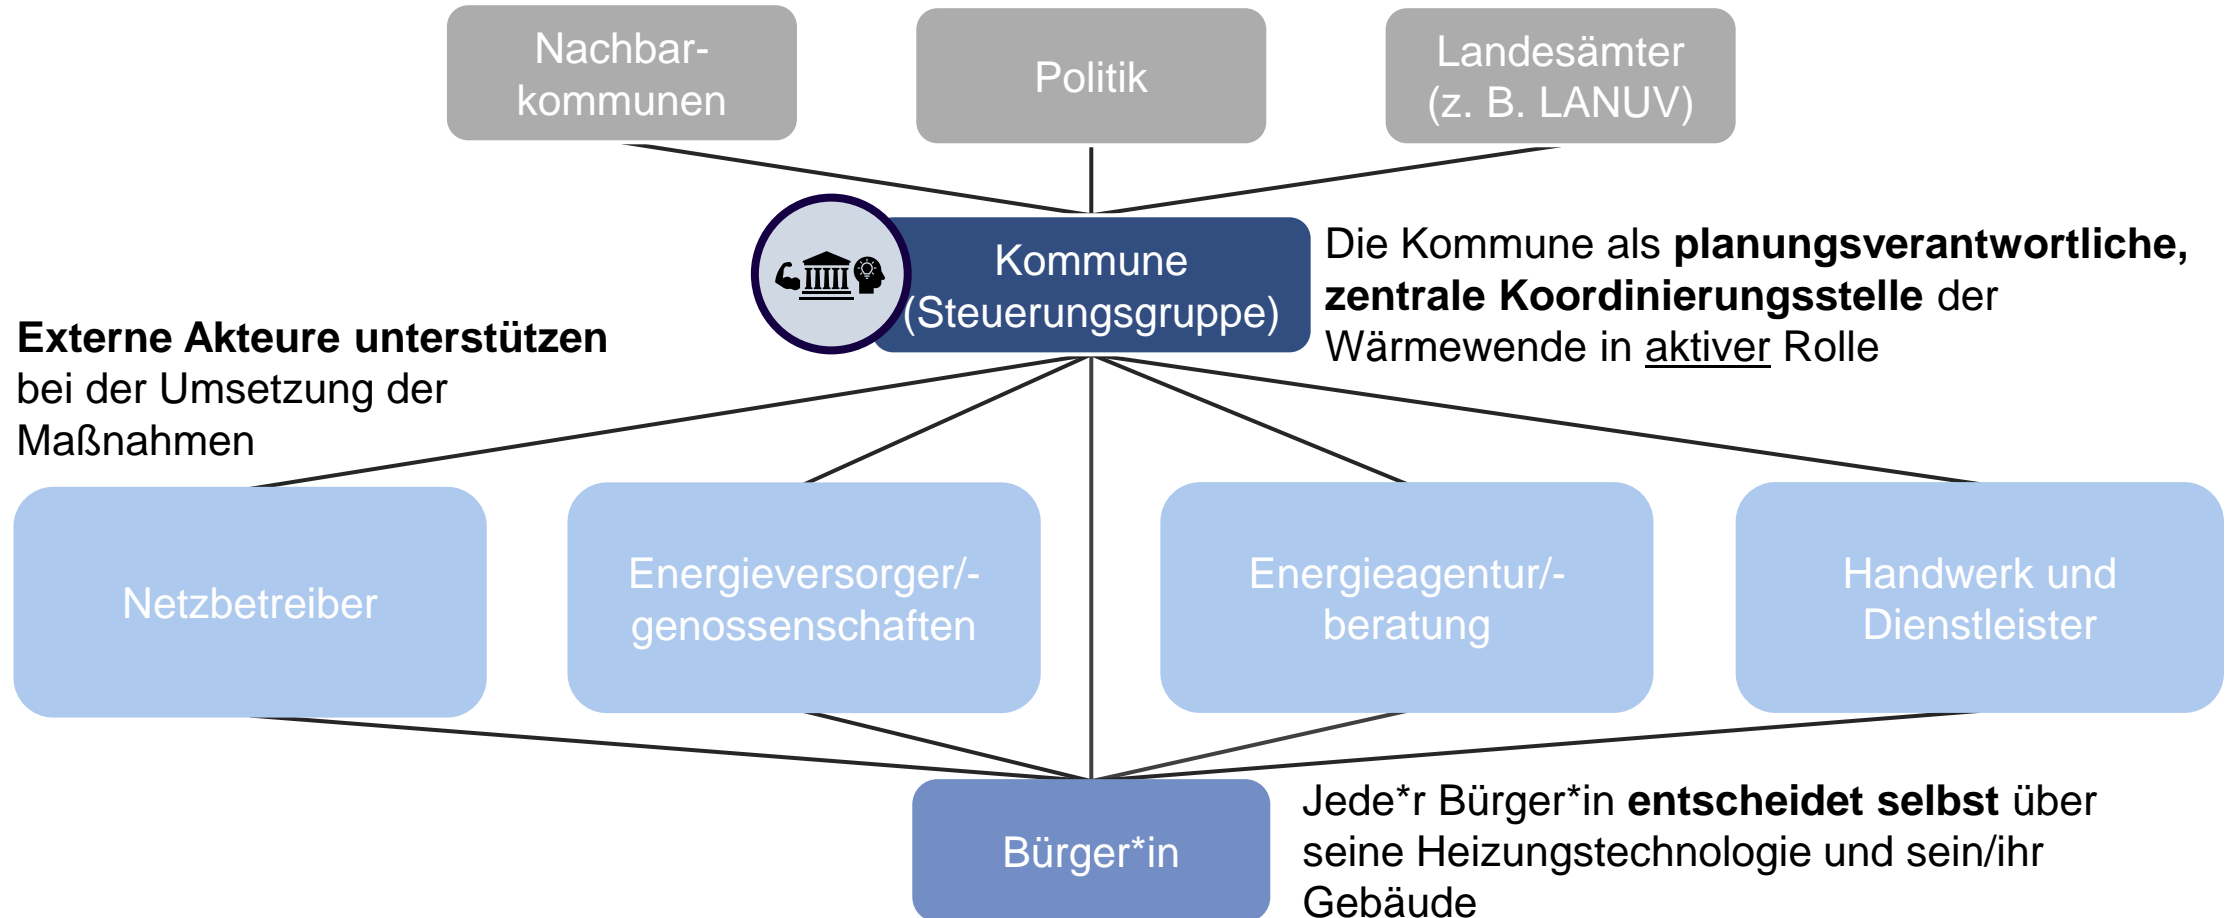 Nachbar-
kommunen
Politik
Landesämter
(z. B. LANUV)
Kommune
(Steuerungsgruppe)
Die Kommune als planungsverantwortliche,
zentrale Koordinierungsstelle der
Wärmewende in aktiver Rolle
Externe Akteure unterstützen
bei der Umsetzung der
Maßnahmen
Netzbetreiber
Energieversorger/-
genossenschaften
Energieagentur/-
beratung
Handwerk und
Dienstleister
Bürger*in
Jede*r Bürger*in entscheidet selbst über
seine Heizungstechnologie und sein/ihr
Gebäude